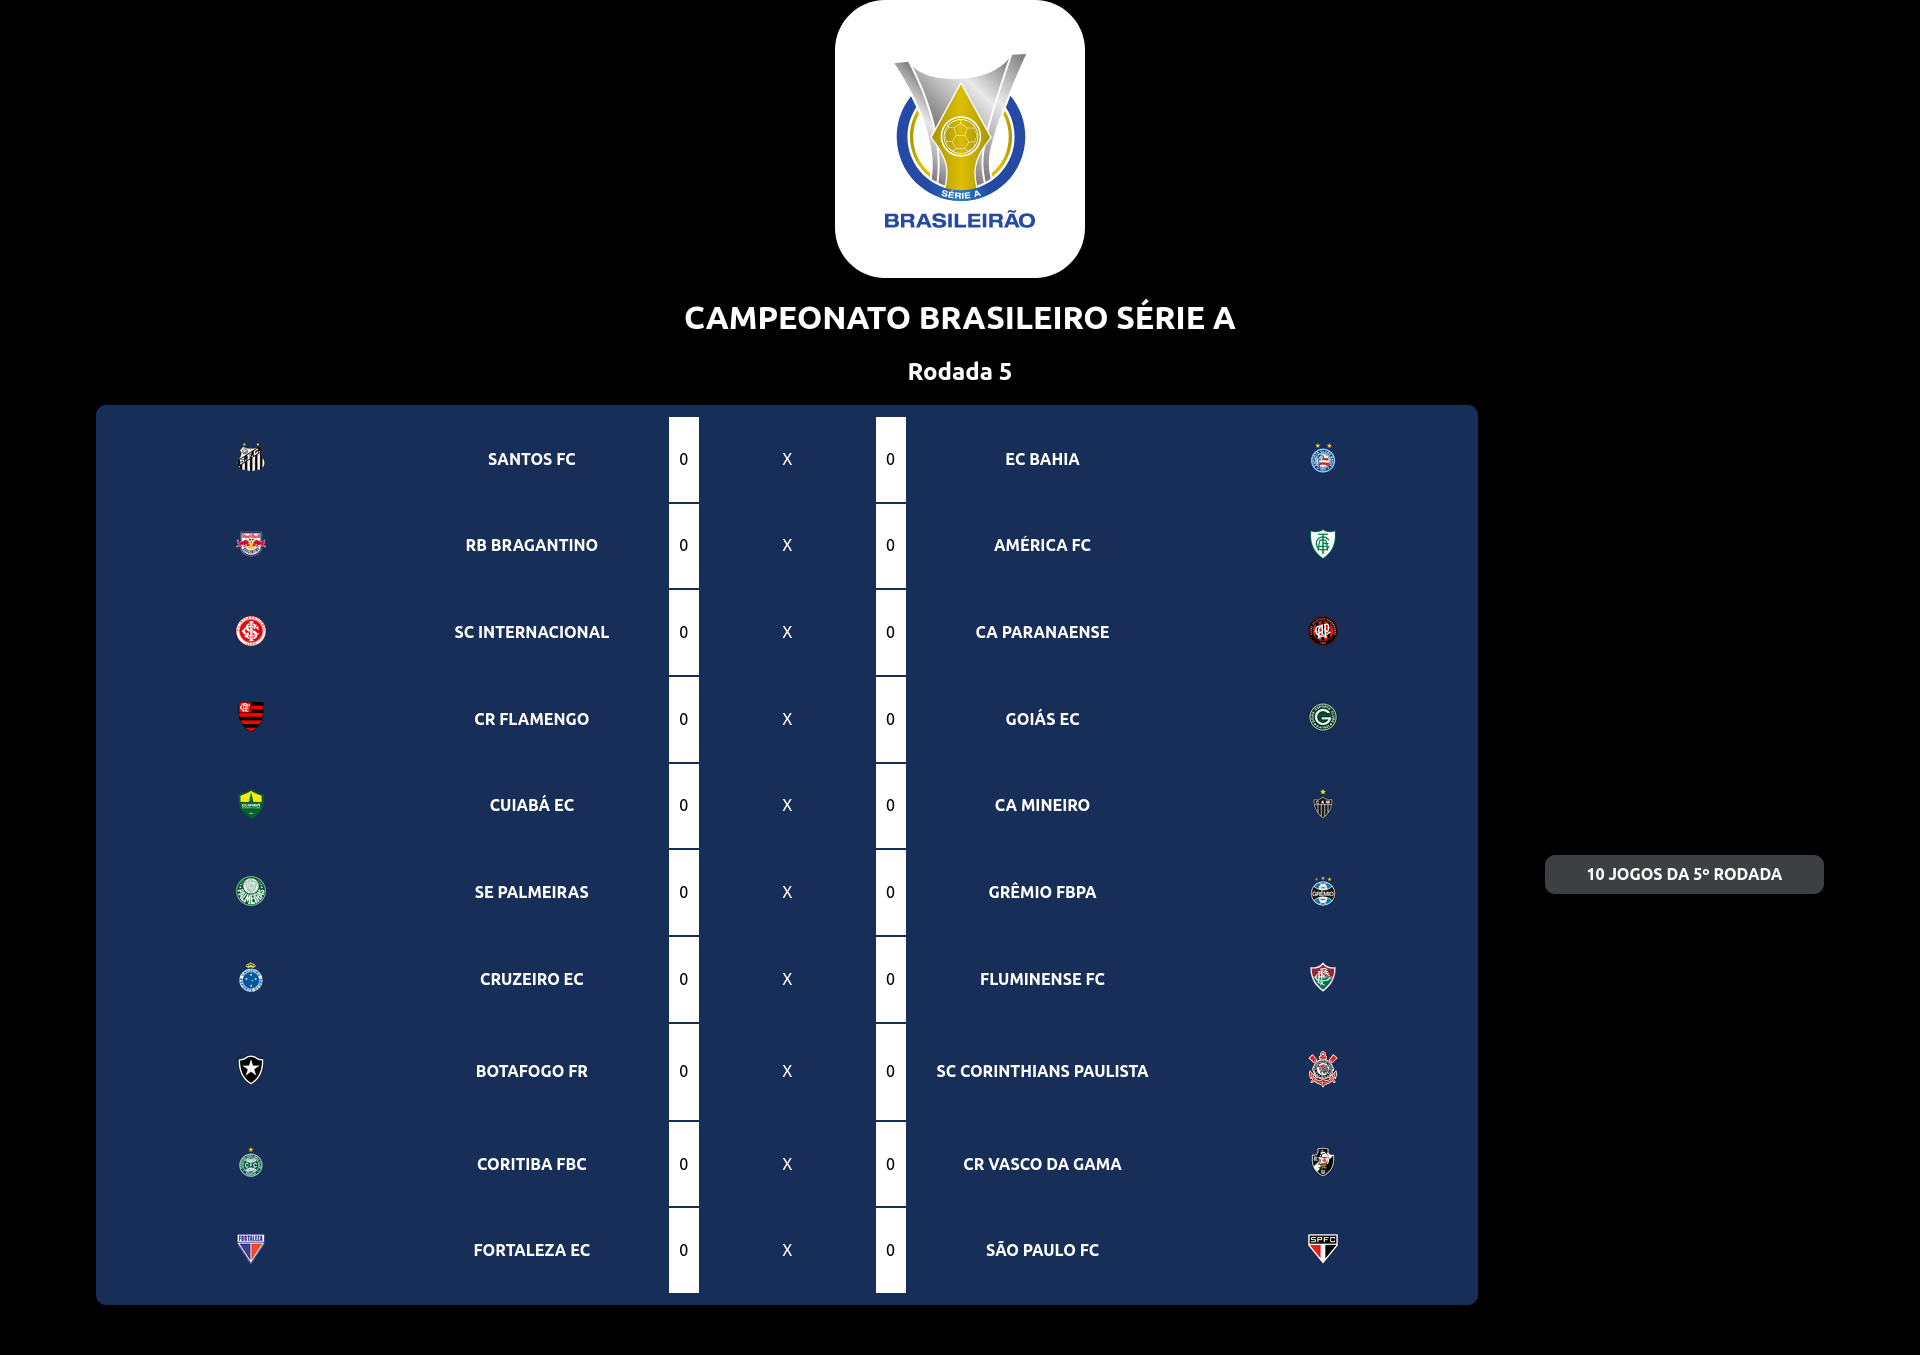 SÉRIE A
BRASILEIRÃO
CAMPEONATO BRASILEIRO SÉRIE A
Rodada 5
SANTOS FC 0 X 0 EC BAHIA
RB BRAGANTINO 0 X 0 AMÉRICA FC
SC INTERNACIONAL 0 X 0 CA PARANAENSE
CR FLAMENGO 0 X 0 GOIÁS EC
CUIABÁ EC 0 X 0 CA MINEIRO
SE PALMEIRAS 0 X 0 GRÊMIO FBPA
10 JOGOS DA 5º RODADA
CRUZEIRO EC 0 X 0 FLUMINENSE FC
BOTAFOGO FR 0 X 0 SC CORINTHIANS PAULISTA
CORITIBA FBC 0 X 0 CR VASCO DA GAMA
FORTALEZA EC 0 X 0 SÃO PAULO FC